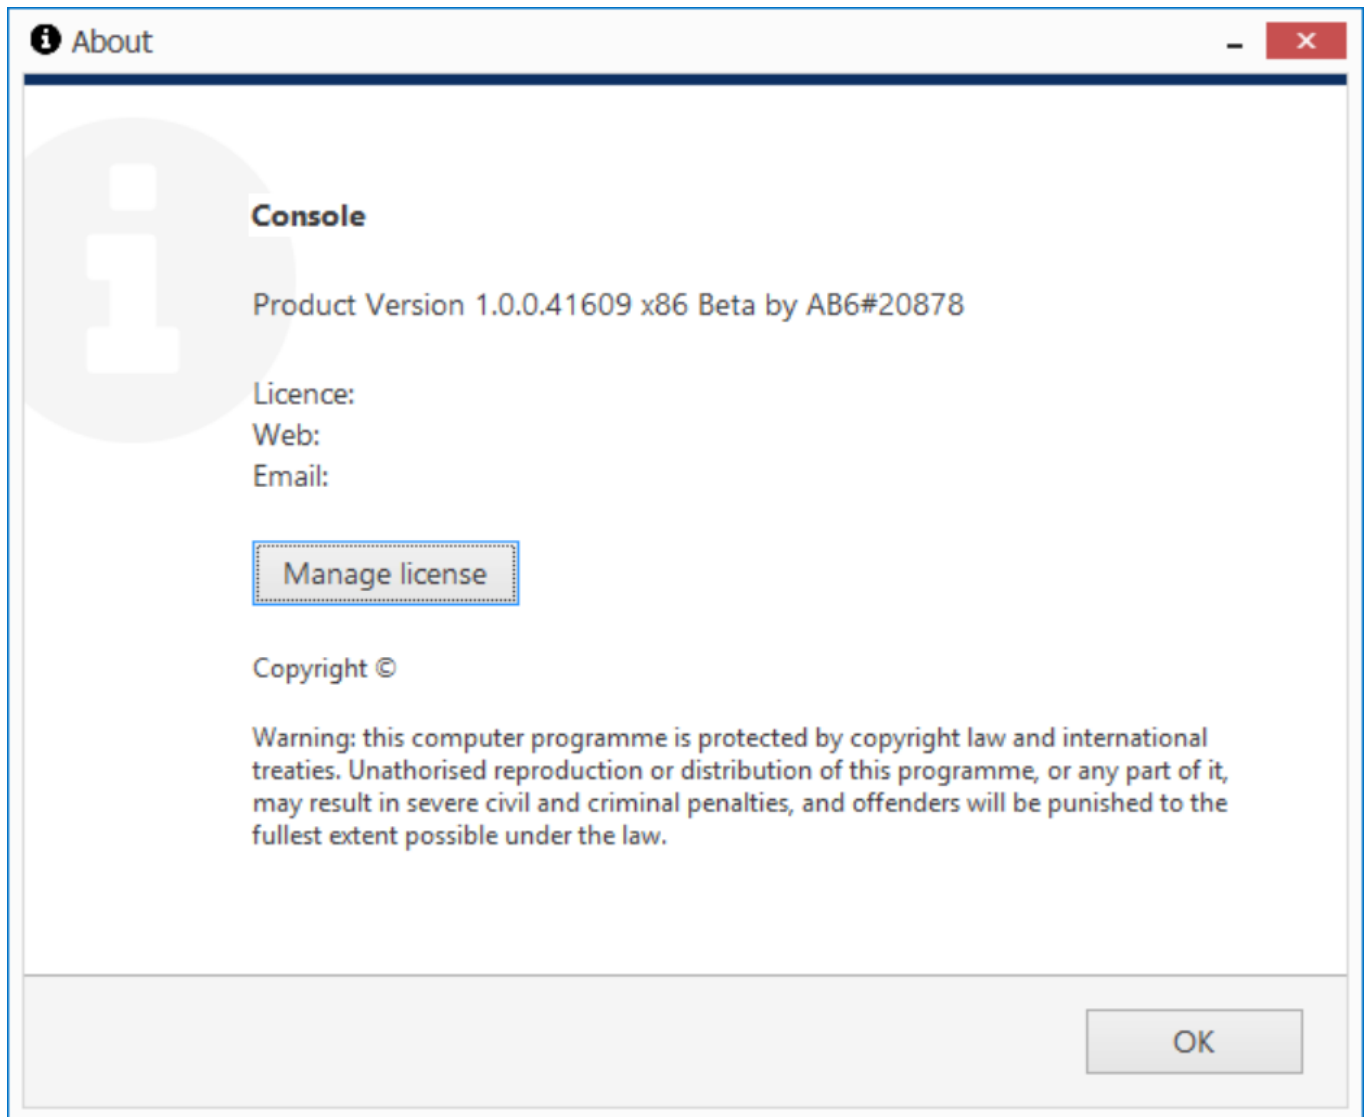 About
Console
Product Version 1.0.0.41609 x86 Beta by AB6#20878
Licence:
Web:
Email:
Manage license
Copyright ©
Warning: this computer programme is protected by copyright law and international
treaties. Unathorised reproduction or distribution of this programme, or any part of it,
may result in severe civil and criminal penalties, and offenders will be punished to the
fullest extent possible under the law.
OK